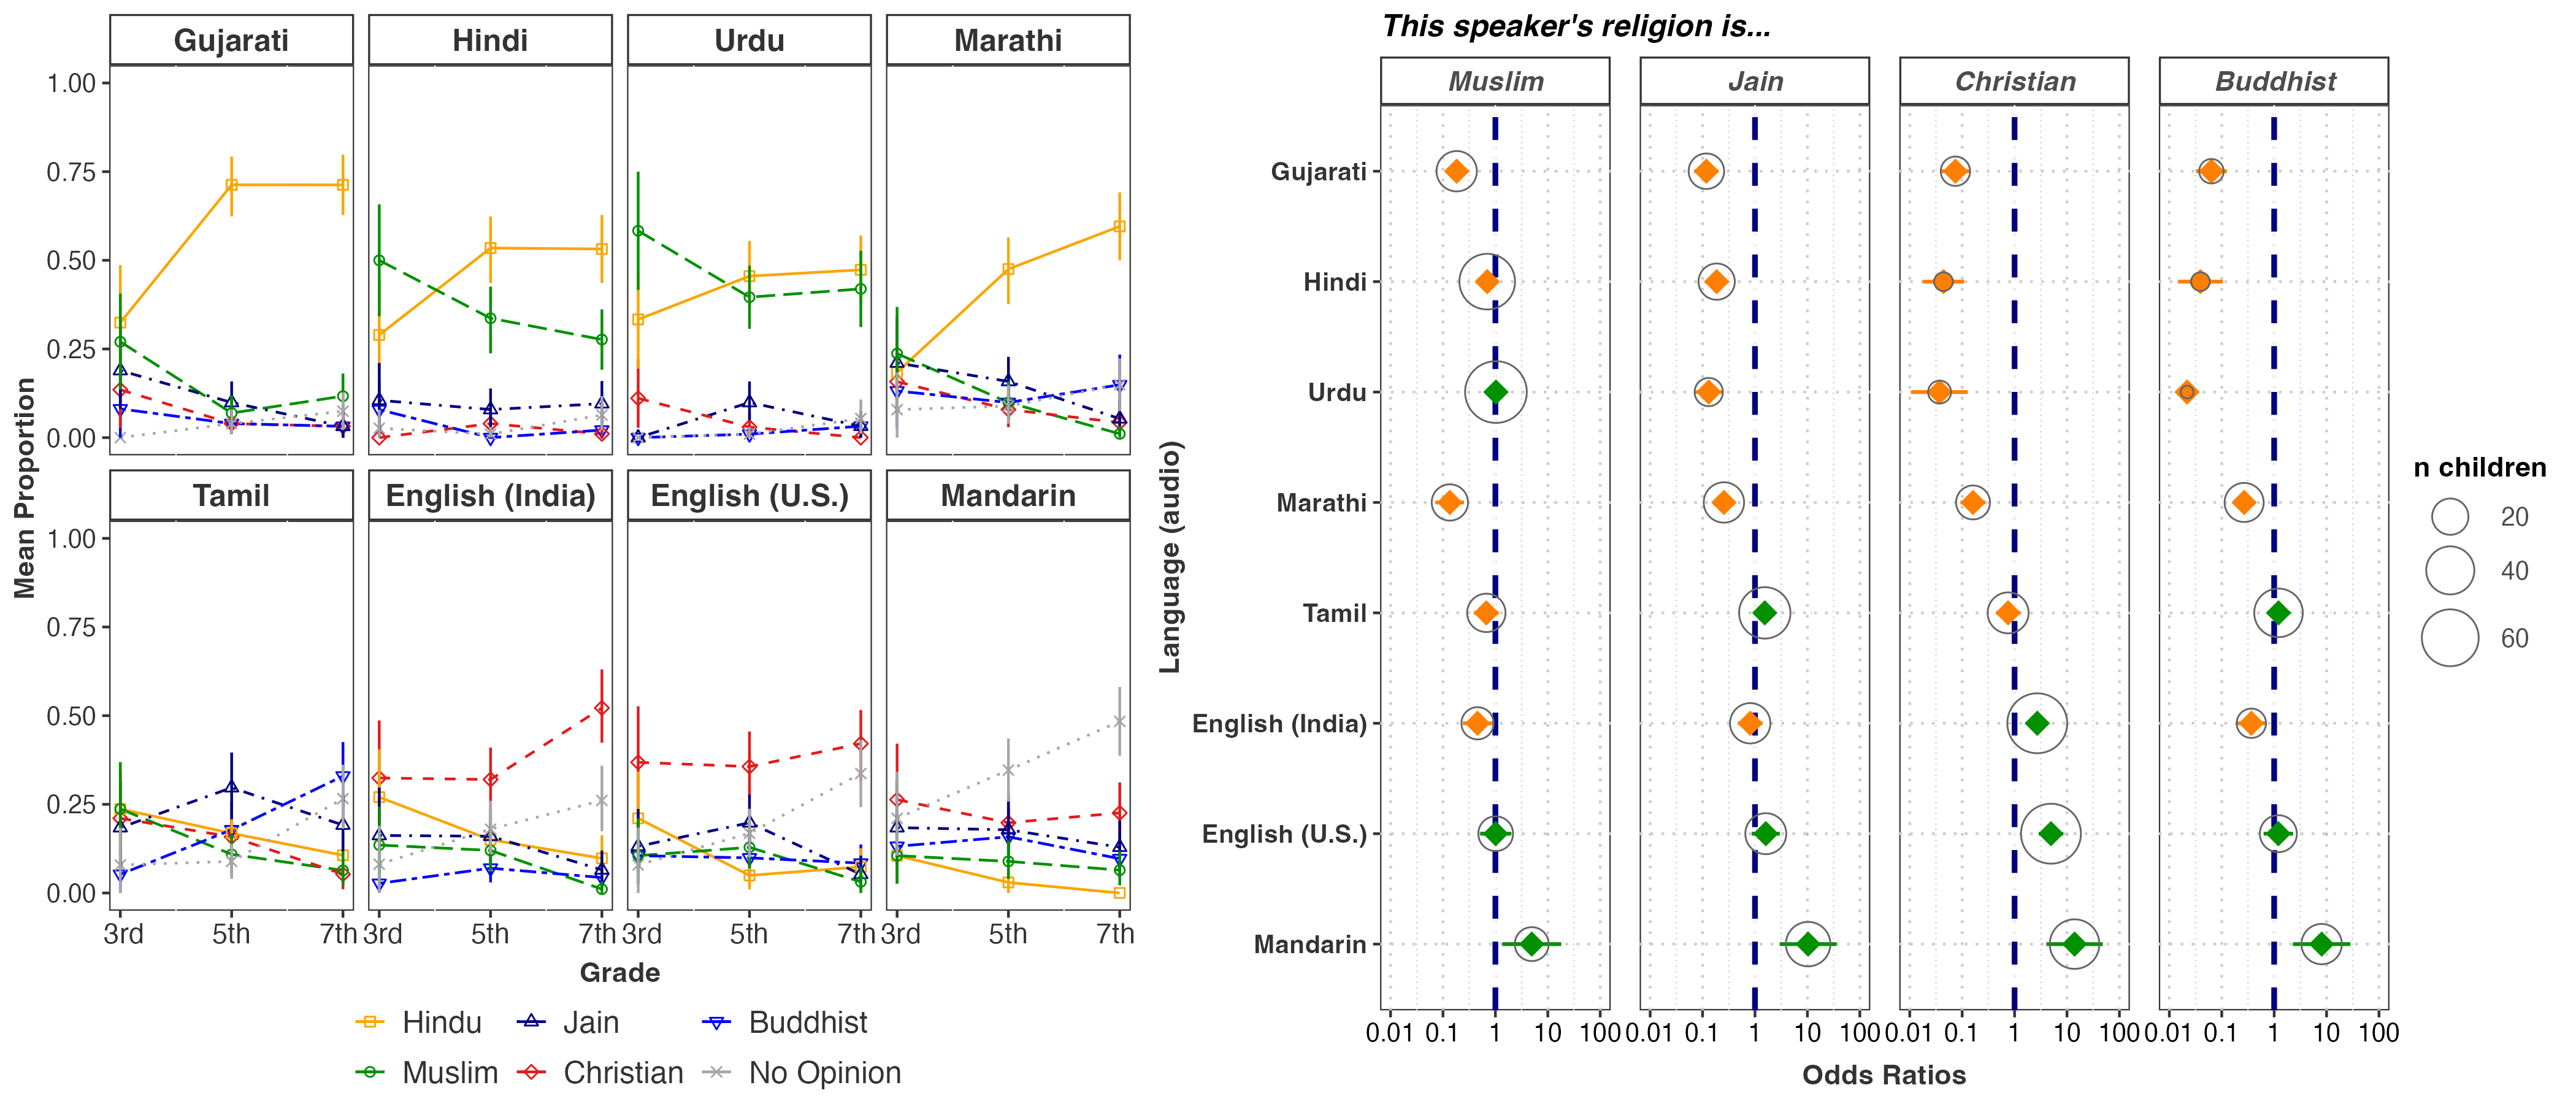 Gujarati Hindi Urdu Marathi
1.00
0.75
0.50
0.25
0.00
Mean Proportion
Tamil English (India) English (U.S.) Mandarin
1.00
0.75
0.50
0.25
0.00
3rd 5th 7th 3rd 5th 7th 3rd 5th 7th 3rd 5th 7th
Grade
Hindu Jain Buddhist
Muslim Christian No Opinion
This speaker's religion is...
Muslim Jain Christian Buddhist
Language (audio)
Gujarati
Hindi
Urdu
Marathi
Tamil
English (India)
English (U.S.)
Mandarin
0.01 0.1 1 10 100 0.01 0.1 1 10 100 0.01 0.1 1 10 100 0.01 0.1 1 10 100
Odds Ratios
n children
20
40
60